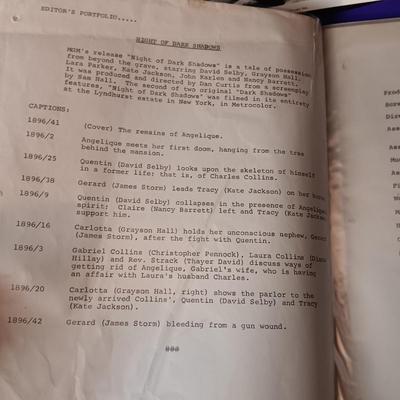 EDITOR'S PORTFOLIO.....
NIGHT OF DARK SHADOWS
MGM's release "Night of Dark Shadows" is a tale of possession
from beyond the grave, starring David Selby, Grayson Hall,
Lara Parker, Kate Jackson, John Karlen and Nancy Barrett.
It was produced and directed by Dan Curtis from a screenplay
by Sam Hall. The second of two original "Dark Shadows"
features, "Night of Dark Shadows" was filmed in its entirety
at the Lyndhurst estate in New York, in Metrocolor.
CAPTIONS:
1896/41 (Cover) The remains of Angelique.
1896/2 Angelique meets her first doom, hanging from the tree
behind the mansion.
1896/25 Quentin (David Selby) looks upon the skeleton of himself
in a former life: that is, of Charles Collins.
1896/38 Gerard (James Storm) leads Tracy (Kate Jackson) on her
1896/9 Quentin (David Selby) collapses in the presence of Angelique's
spirit; Claire (Nancy Barrett) left and Tracy (Kate Jackson)
support him.
1896/16 Carlotta (Grayson Hall) holds her unconscious nephew, Gerard
(James Storm), after the fight with Quentin.
1896/3 Gabriel Collins (Christopher Pennock), Laura Collins (Diana
Hillay) and Rev. Strack (Thayer David) discuss ways of
getting rid of Angelique, Gabriel's wife, who is having
an affair with Laura's husband Charles.
1896/20 Carlotta (Grayson Hall, right) shows the parlor to the
newly arrived Collins', Quentin (David Selby) and Tracy
(Kate Jackson).
1896/42 Gerard (James Storm) bleeding from a gun wound.
###
Prod
Dire